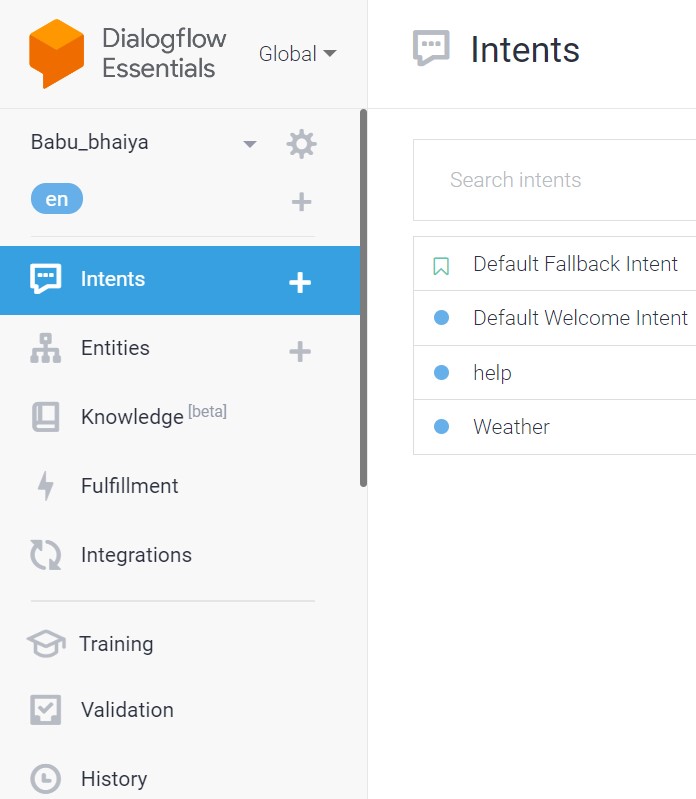 Dialogflow
Essentials
Global
Intents
Babu_bhaiya
en
Search intents
Intents
Default Fallback Intent
Default Welcome Intent
Entities
help
Knowledge [beta]
Weather
Fulfillment
Integrations
Training
Validation
History